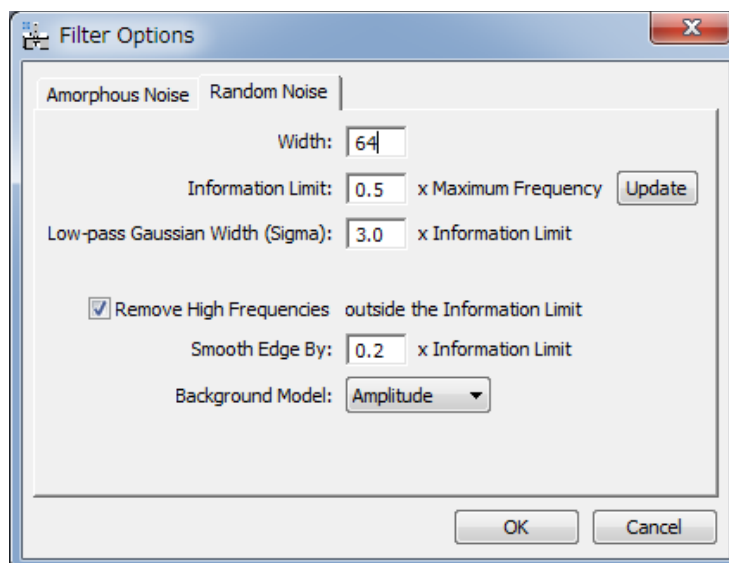 Filter Options
Amorphous Noise Random Noise
Width: 64
Information Limit: 0.5 x Maximum Frequency Update
Low-pass Gaussian Width (Sigma): 3.0 x Information Limit
Remove High Frequencies outside the Information Limit
Smooth Edge By: 0.2 x Information Limit
Background Model: Amplitude
OK Cancel